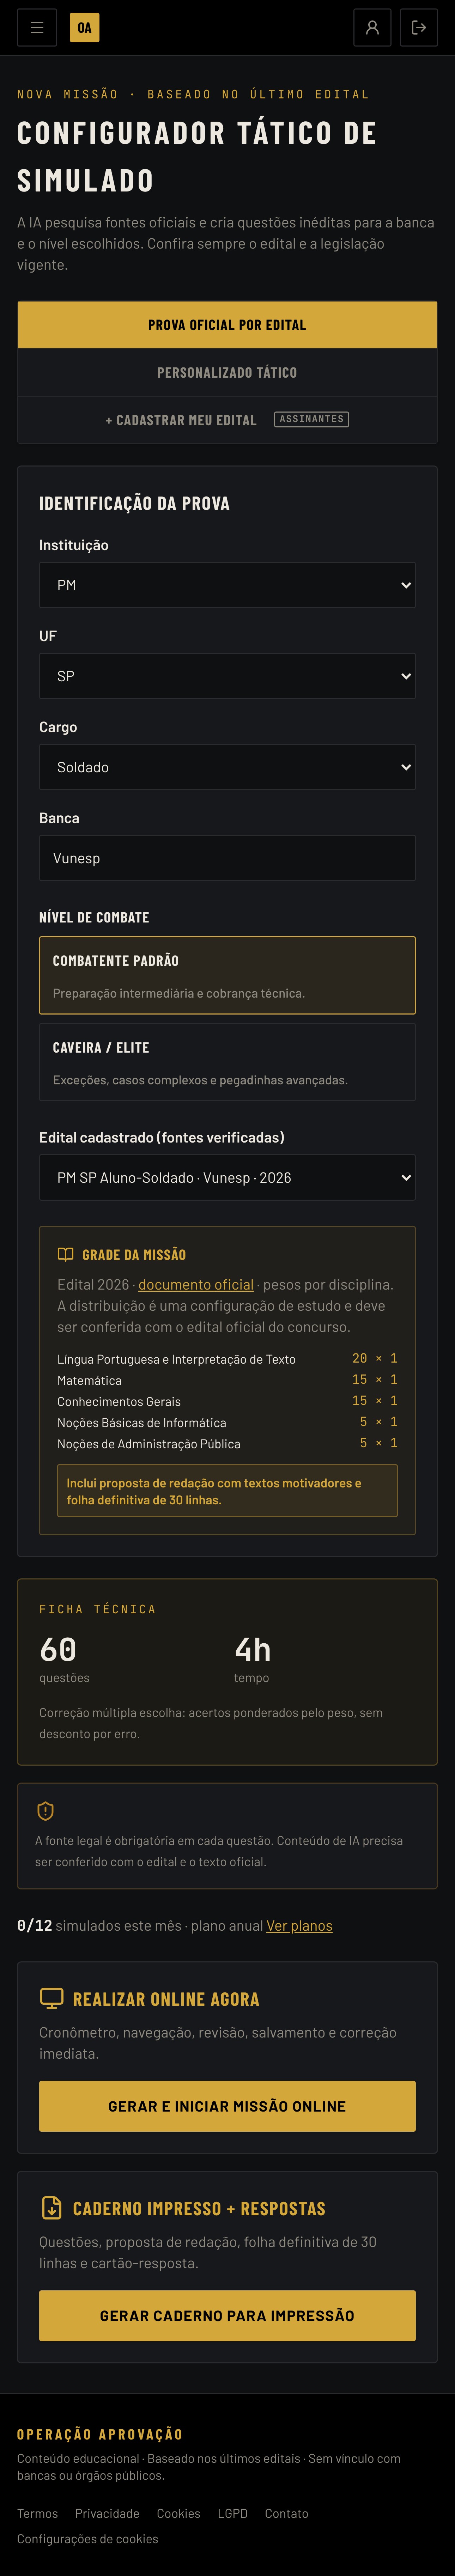 OA
NOVA MISSÃO · BASEADO NO ÚLTIMO EDITAL
CONFIGURADOR TÁTICO DE
SIMULADO
A IA pesquisa fontes oficiais e cria questões inéditas para a banca
e o nível escolhidos. Confira sempre o edital e a legislação
vigente.
PROVA OFICIAL POR EDITAL
PERSONALIZADO TÁTICO
+ CADASTRAR MEU EDITAL ASSINANTES
IDENTIFICAÇÃO DA PROVA
Instituição
PM
UF
SP
Cargo
Soldado
Banca
Vunesp
NÍVEL DE COMBATE
COMBATENTE PADRÃO
Preparação intermediária e cobrança técnica.
CAVEIRA / ELITE
Exceções, casos complexos e pegadinhas avançadas.
Edital cadastrado (fontes verificadas)
PM SP Aluno-Soldado · Vunesp · 2026
GRADE DA MISSÃO
Edital 2026 · documento oficial · pesos por disciplina.
A distribuição é uma configuração de estudo e deve
ser conferida com o edital oficial do concurso.
Língua Portuguesa e Interpretação de Texto 20 × 1
Matemática 15 × 1
Conhecimentos Gerais 15 × 1
Noções Básicas de Informática 5 × 1
Noções de Administração Pública 5 × 1
Inclui proposta de redação com textos motivadores e
folha definitiva de 30 linhas.
FICHA TÉCNICA
60 4h
questões tempo
Correção múltipla escolha: acertos ponderados pelo peso, sem
desconto por erro.
A fonte legal é obrigatória em cada questão. Conteúdo de IA precisa
ser conferido com o edital e o texto oficial.
0/12 simulados este mês · plano anual Ver planos
REALIZAR ONLINE AGORA
Cronômetro, navegação, revisão, salvamento e correção
imediata.
GERAR E INICIAR MISSÃO ONLINE
CADERNO IMPRESSO + RESPOSTAS
Questões, proposta de redação, folha definitiva de 30
linhas e cartão-resposta.
GERAR CADERNO PARA IMPRESSÃO
OPERAÇÃO APROVAÇÃO
Conteúdo educacional · Baseado nos últimos editais · Sem vínculo com
bancas ou órgãos públicos.
Termos Privacidade Cookies LGPD Contato
Configurações de cookies